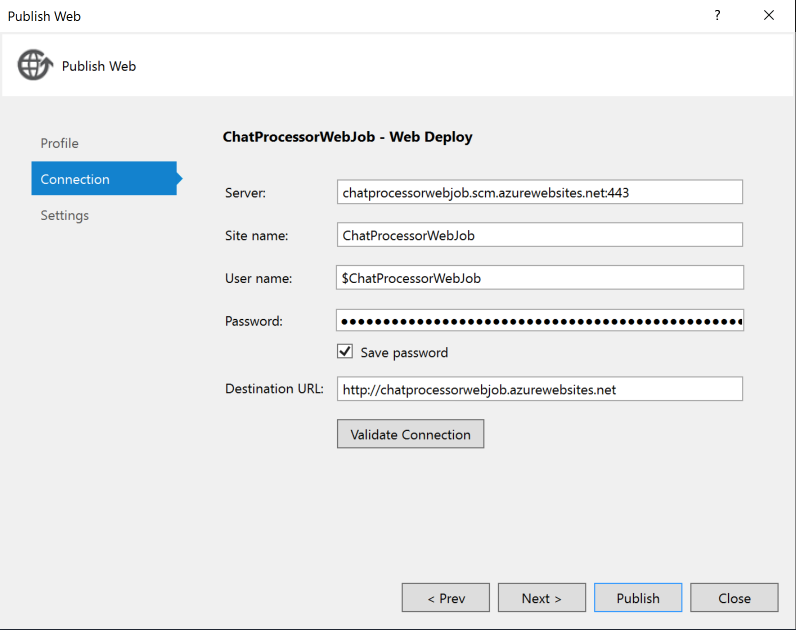 Publish Web
?
Publish Web
Profile
Connection
Settings
ChatProcessorWebJob - Web Deploy
Server: chatprocessorwebjob.scm.azurewebsites.net:443
Site name: ChatProcessorWebJob
User name: $ChatProcessorWebJob
Password: ●●●●●●●●●●●●●●●●●●●●●●●●●●●●●●●●●●●●●●●●●●●●●●●
Save password
Destination URL: http://chatprocessorwebjob.azurewebsites.net
Validate Connection
< Prev Next > Publish Close